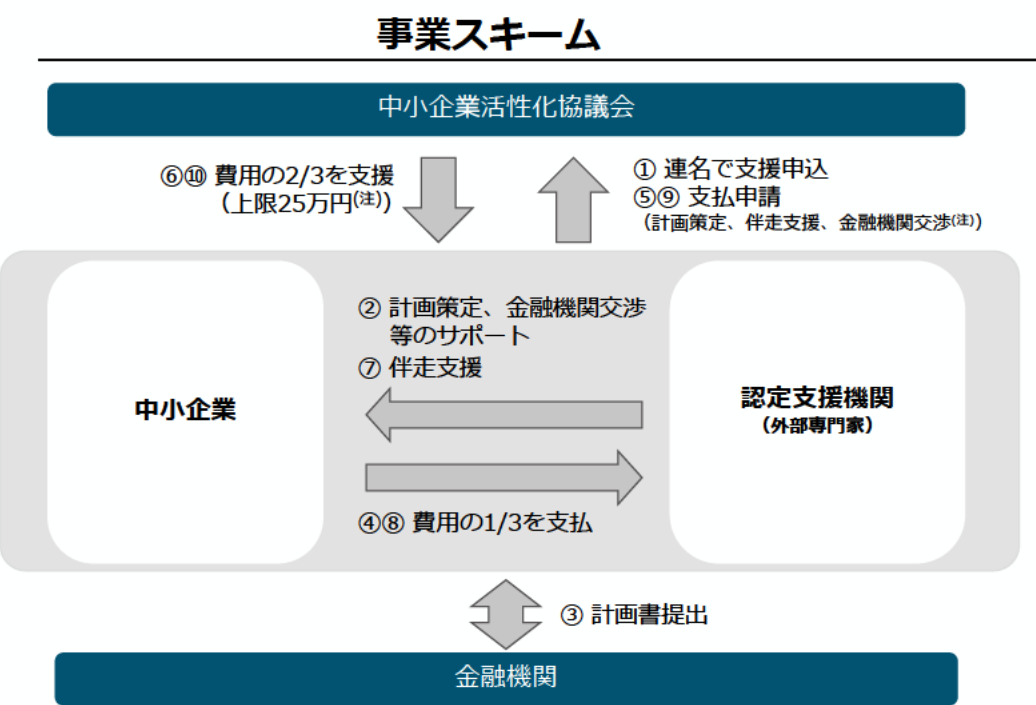 事業スキーム
中小企業活性化協議会
⑥⑩ 費用の2/3を支援
（上限25万円(注)）
① 連名で支援申込
⑤⑨ 支払申請
（計画策定、伴走支援、金融機関交渉(注)）
② 計画策定、金融機関交渉
等のサポート
⑦ 伴走支援
中小企業
認定支援機関
（外部専門家）
④⑧ 費用の1/3を支払
③ 計画書提出
金融機関